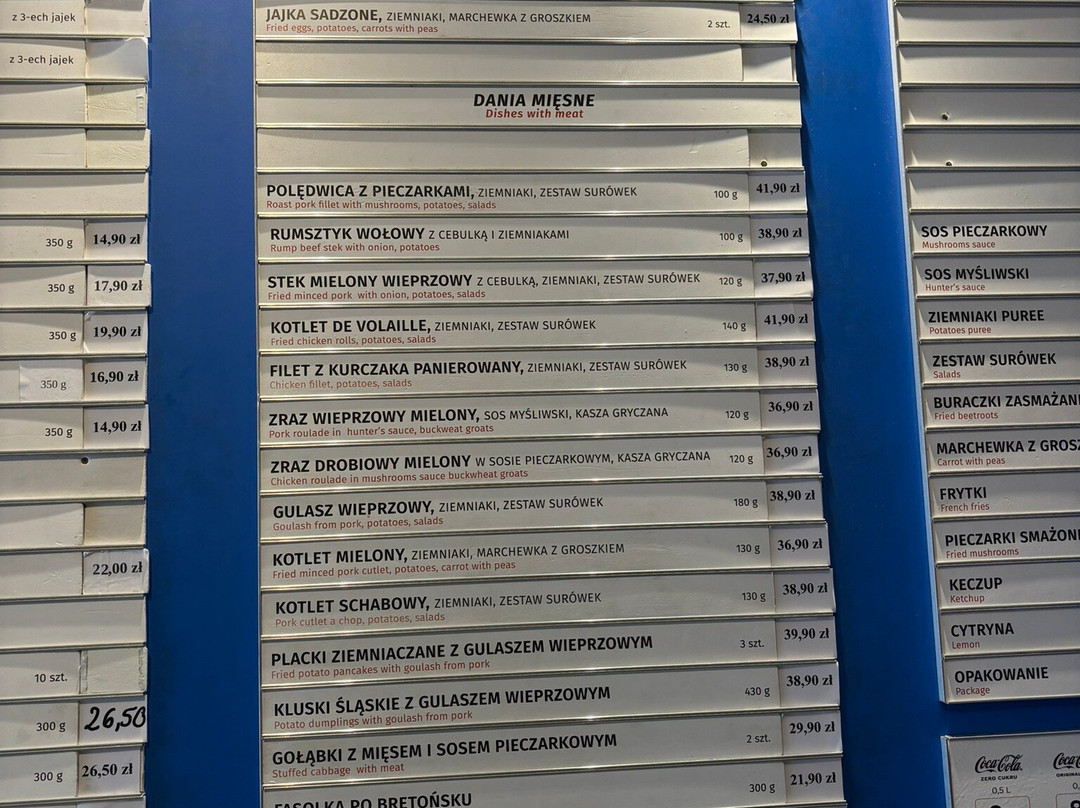 z 3-ech jajek
z 3-ech jajek
350 g 14,90 zł
350 g 17,90 zł
350 g 19,90 zł
350 g 16,90 zł
350 g 14,90 zł
22,00 zł
10 szt.
300 g 26,50
300 g 26,50 zł
JAJKA SADZONE, ZIEMNIAKI, MARCHEWKA Z GROSZKIEM 2 szt. 24,50 zł
Fried eggs, potatoes, carrots with peas
DANIA MIĘSNE
Dishes with meat
POLĘDWICA Z PIECZARKAMI, ZIEMNIAKI, ZESTAW SURÓWEK 100 g 41,90 zł
Roast pork fillet with mushrooms, potatoes, salads
RUMSZTYK WOŁOWY Z CEBULKĄ I ZIEMNIAKAMI 100 g 38,90 zł
Rump beef stek with onion, potatoes
STEK MIELONY WIEPRZOWY Z CEBULKĄ, ZIEMNIAKI, ZESTAW SURÓWEK 120 g 37,90 zł
Fried minced pork with onion, potatoes, salads
KOTLET DE VOLAILLE, ZIEMNIAKI, ZESTAW SURÓWEK 140 g 41,90 zł
Fried chicken rolls, potatoes, salads
FILET Z KURCZAKA PANIEROWANY, ZIEMNIAKI, ZESTAW SURÓWEK 130 g 38,90 zł
Chicken fillet, potatoes, salads
ZRAZ WIEPRZOWY MIELONY, SOS MYŚLIWSKI, KASZA GRYCZANA 120 g 36,90 zł
Pork roulade in hunter's sauce, buckweat groats
ZRAZ DROBIOWY MIELONY W SOSIE PIECZARKOWYM, KASZA GRYCZANA 120 g 36,90 zł
Chicken roulade in mushrooms sauce buckwheat groats
GULASZ WIEPRZOWY, ZIEMNIAKI, ZESTAW SURÓWEK 180 g 38,90 zł
Goulash from pork, potatoes, salads
KOTLET MIELONY, ZIEMNIAKI, MARCHEWKA Z GROSZKIEM 130 g 36,90 zł
Fried minced pork cutlet, potatoes, carrot with peas
KOTLET SCHABOWY, ZIEMNIAKI, ZESTAW SURÓWEK 130 g 38,90 zł
Pork cutlet a chop, potatoes, salads
PLACKI ZIEMNIACZANE Z GULASZEM WIEPRZOWYM 3 szt. 39,90 zł
Fried potato pancakes with goulash from pork
KLUSKI ŚLĄSKIE Z GULASZEM WIEPRZOWYM 430 g 38,90 zł
Potato dumplings with goulash from pork
GOŁĄBKI Z MIĘSEM I SOSEM PIECZARKOWYM 2 szt. 29,90 zł
Stuffed cabbage with meat
FASOLKA PO BRETOŃSKU 300 g 21,90 zł
SOS PIECZARKOWY
Mushrooms sauce
SOS MYŚLIWSKI
Hunter's sauce
ZIEMNIAKI PUREE
Potatoes puree
ZESTAW SURÓWEK
Salads
BURACZKI ZASMAŻAN
Fried beetroots
MARCHEWKA Z GROSZ
Carrot with peas
FRYTKI
French fries
PIECZARKI SMAŻON
Fried mushrooms
KECZUP
Ketchup
CYTRYNA
Lemon
OPAKOWANIE
Package
Coca-Cola
ZERO CUKRU
0,5 L
Coca-C
ORIGINA
0,